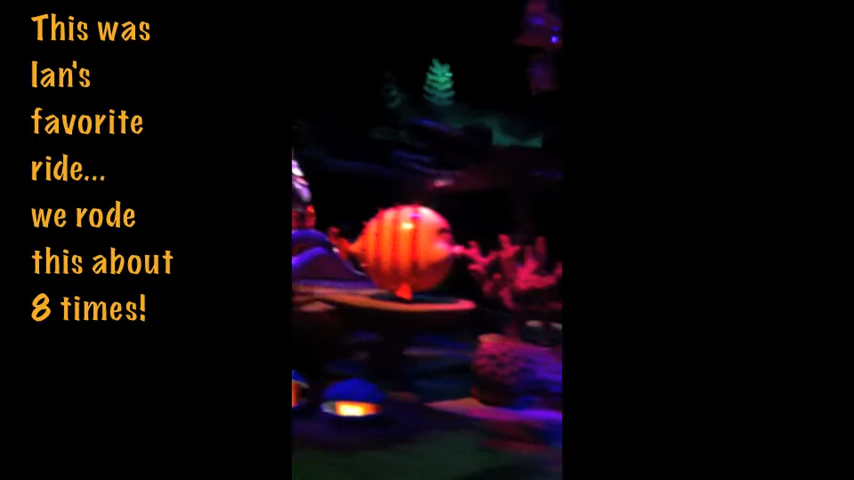 This was
Ian's
favorite
ride...
we rode
this about
8 times!